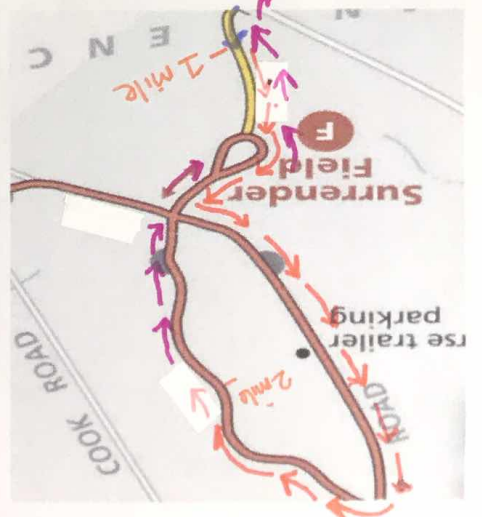 E N C
1 mile
F
Surrender
Field
rse trailer
parking
ROAD
2 mile
COOK ROAD